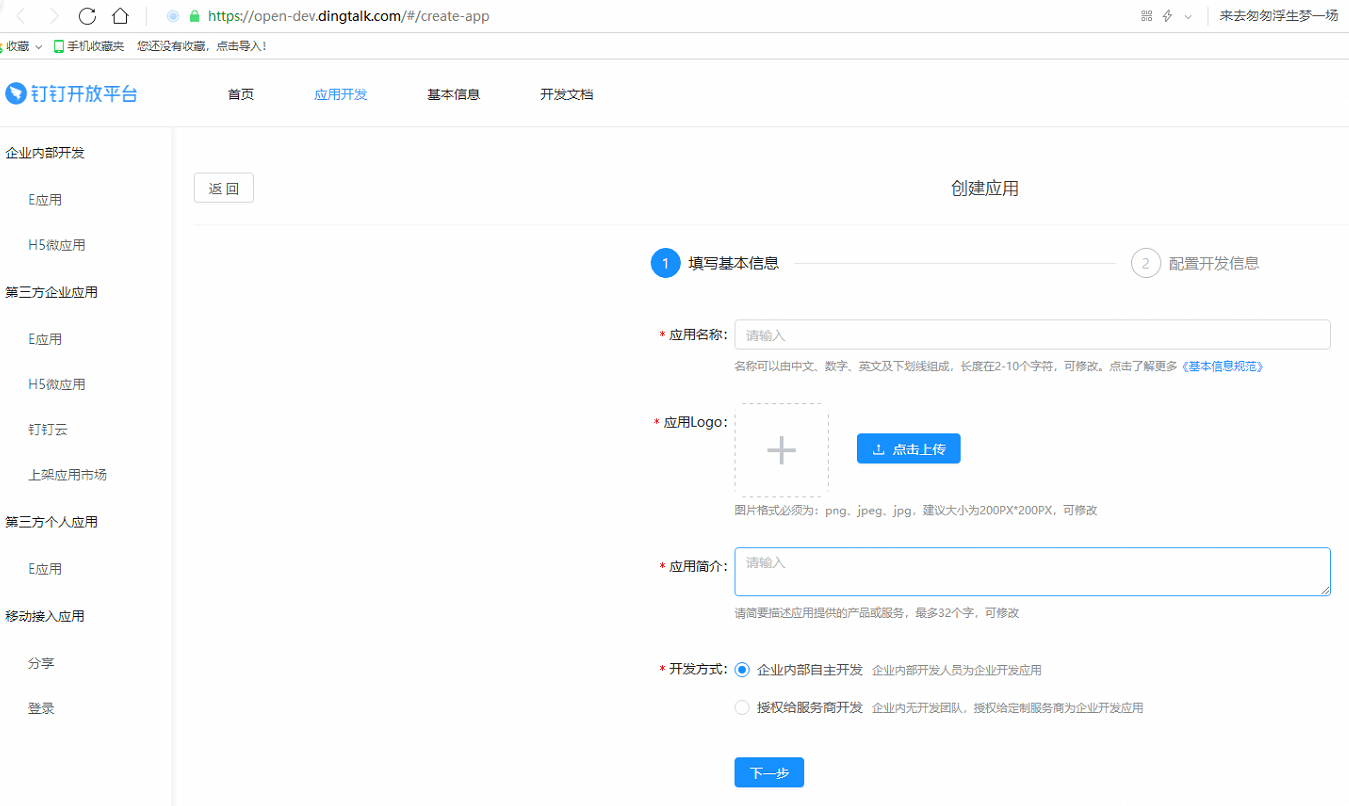 https://open-dev.dingtalk.com/#/create-app
来去匆匆浮生梦一场
收藏 手机收藏夹 您还没有收藏，点击导入！
钉钉开放平台 首页 应用开发 基本信息 开发文档
企业内部开发
E应用
H5微应用
第三方企业应用
E应用
H5微应用
钉钉云
上架应用市场
第三方个人应用
E应用
移动接入应用
分享
登录
返 回
创建应用
1 填写基本信息
2 配置开发信息
* 应用名称： 请输入
名称可以由中文、数字、英文及下划线组成，长度在2-10个字符，可修改。点击了解更多《基本信息规范》
* 应用Logo： 点击上传
图片格式必须为：png、jpeg、jpg，建议大小为200PX*200PX，可修改
* 应用简介： 请输入
请简要描述应用提供的产品或服务，最多32个字，可修改
* 开发方式： 企业内部自主开发 企业内部开发人员为企业开发应用
授权给服务商开发 企业内无开发团队，授权给定制服务商为企业开发应用
下一步